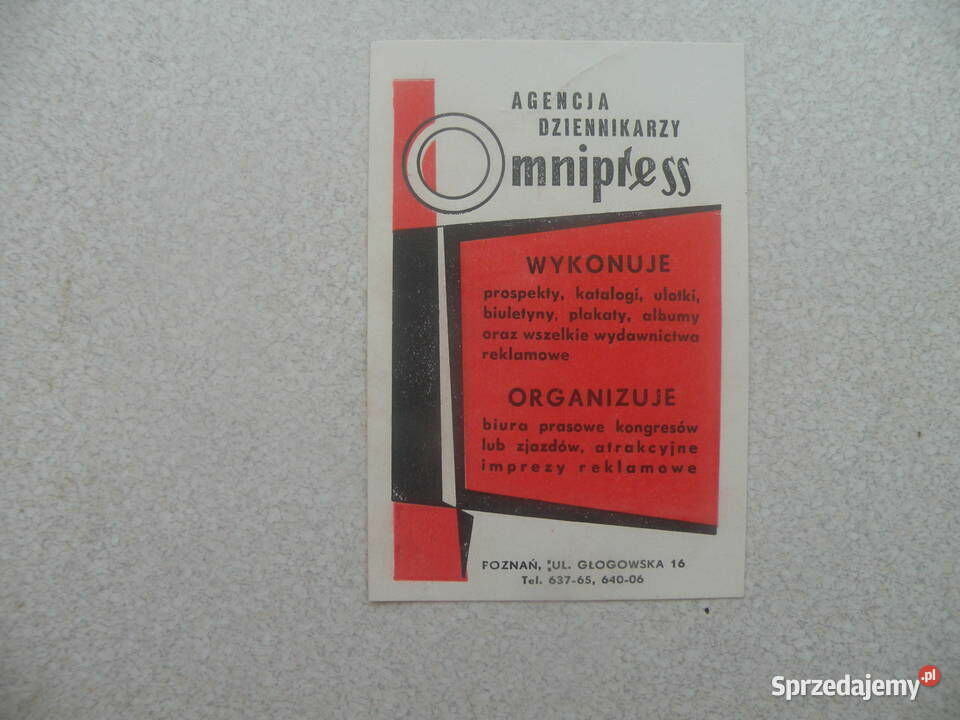 AGENCJA
DZIENNIKARZY
Omnipress
WYKONUJE
prospekty, katalogi, ulotki,
biuletyny, plakaty, albumy
oraz wszelkie wydawnictwa
reklamowe
ORGANIZUJE
biura prasowe kongresów
lub zjazdów, atrakcyjne
imprezy reklamowe
POZNAŃ, UL. GŁOGOWSKA 16
Tel. 637-65, 640-06
Sprzedajemy.pl